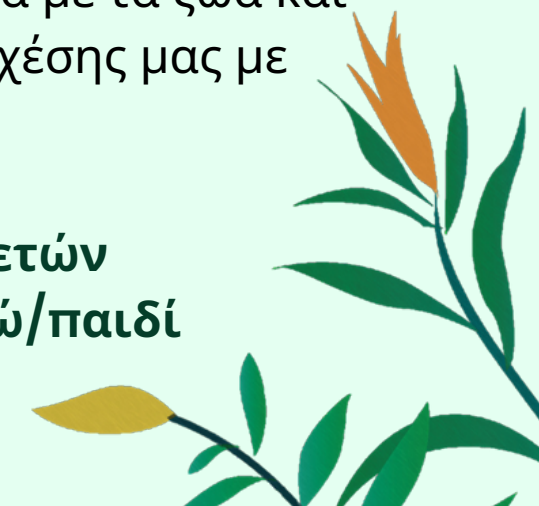 με τα ζώα και
χέσης μας με
ετών
ώ/παιδί